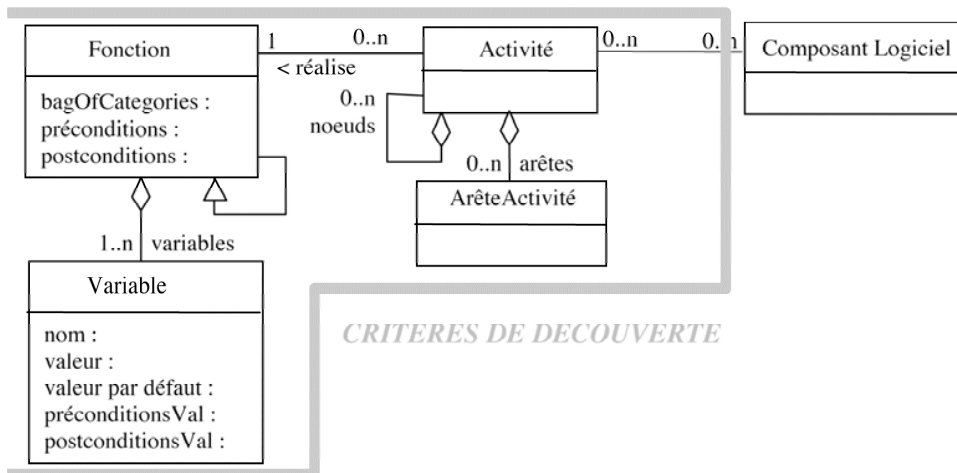 Fonction
bagOfCategories :
préconditions :
postconditions :
1
0..n
< réalise
Activité
0..n
noeuds
0..n
0..n
Composant Logiciel
0..n arêtes
ArêteActivité
1..n variables
Variable
nom :
valeur :
valeur par défaut :
préconditionsVal :
postconditionsVal :
CRITERES DE DECOUVERTE